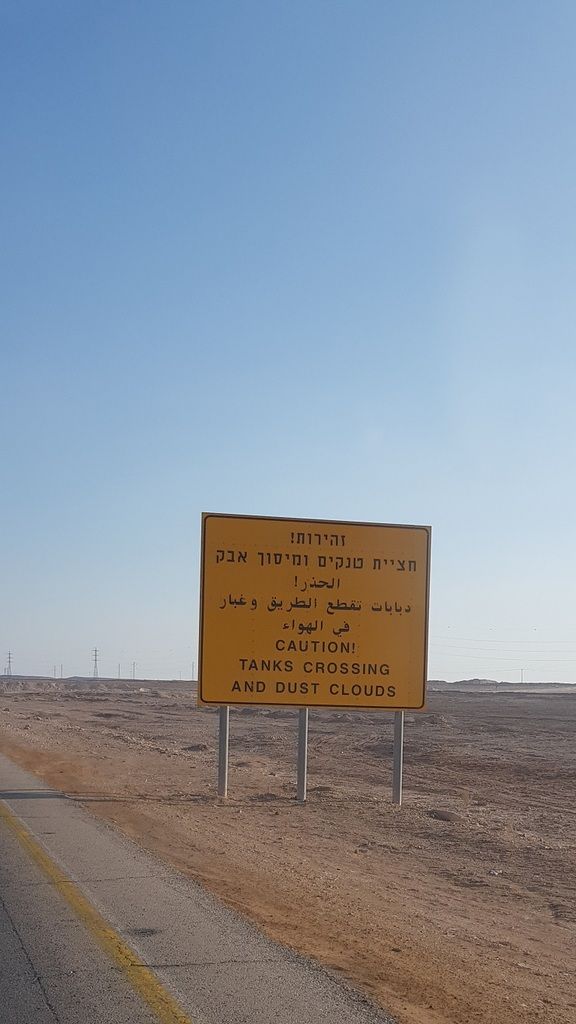 זהירות!
חציית טנקים ומיסוך אבק
الحذر!
دبابات تقطع الطريق وغبار
في الهواء
CAUTION!
TANKS CROSSING
AND DUST CLOUDS